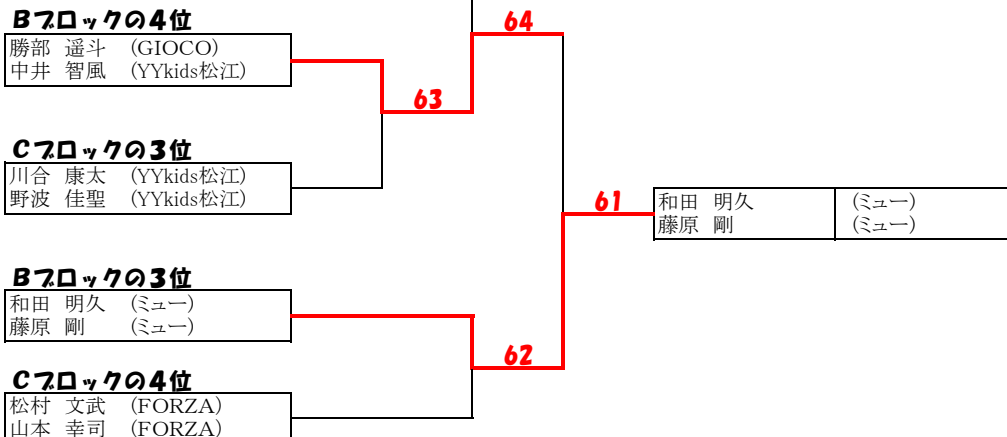 Bブロックの4位
勝部 遥斗 (GIOCO)
中井 智風 (YYkids松江)
64
63
Cブロックの3位
川合 康太 (YYkids松江)
野波 佳聖 (YYkids松江)
61
和田 明久 (ミュー)
藤原 剛 (ミュー)
Bブロックの3位
和田 明久 (ミュー)
藤原 剛 (ミュー)
62
Cブロックの4位
松村 文武 (FORZA)
山本 幸司 (FORZA)